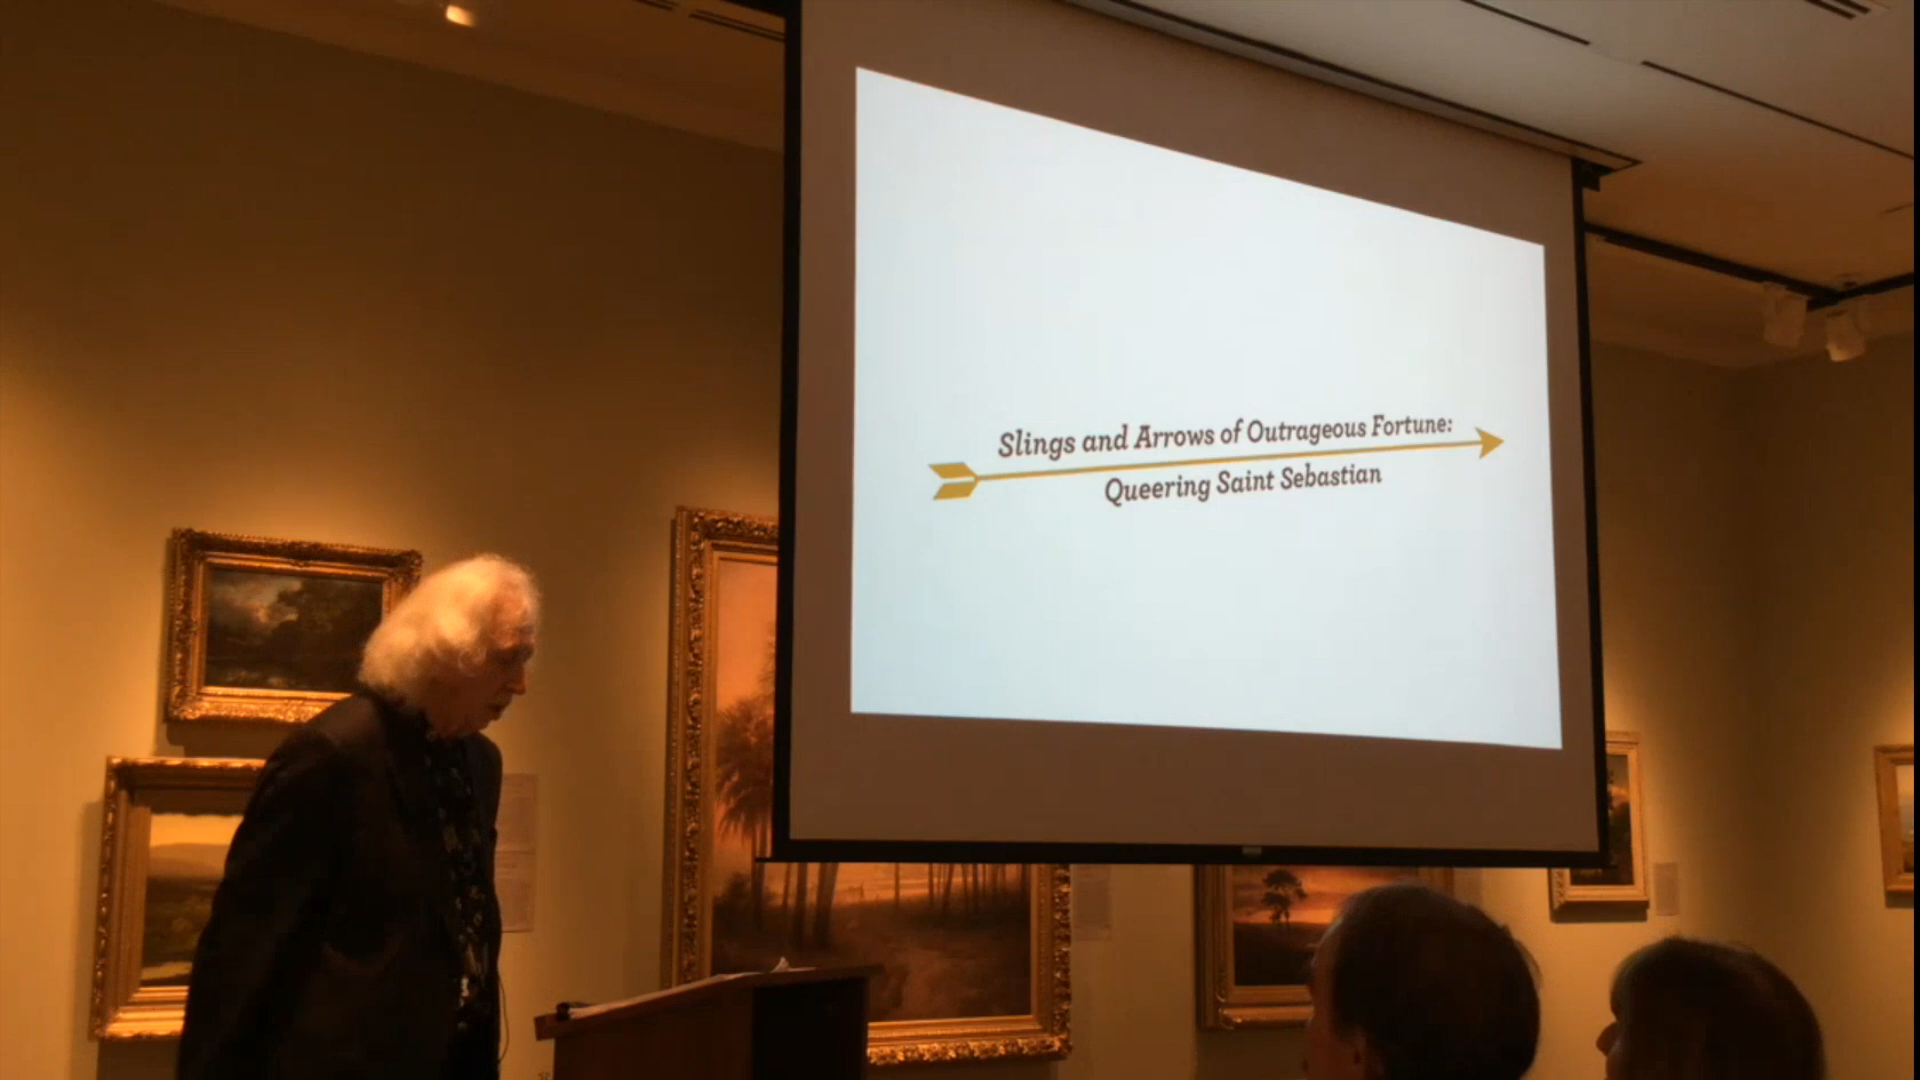 Slings and Arrows of Outrageous Fortune:
Queering Saint Sebastian